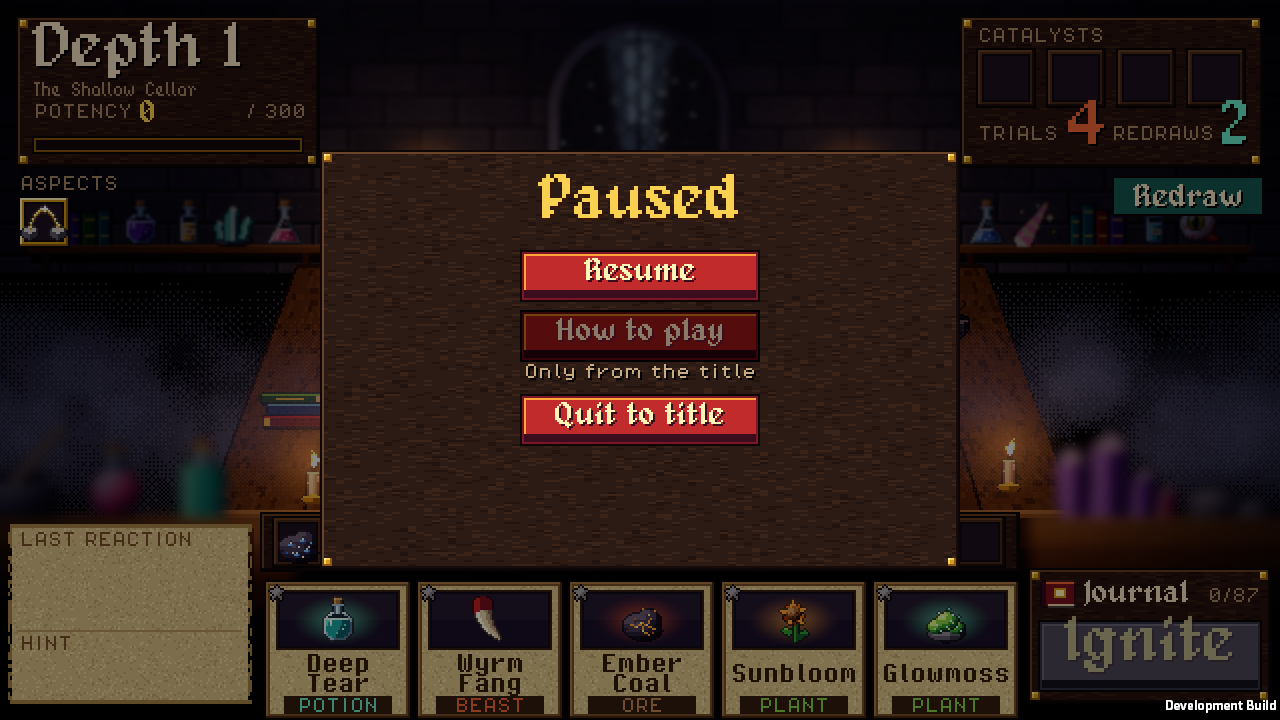 Depth 1
The Shallow Cellar
POTENCY 0 / 300
ASPECTS
CATALYSTS
TRIALS 4 REDRAWS 2
Redraw
Paused
Resume
How to play
Only from the title
Quit to title
LAST REACTION
HINT
Deep
Tear
POTION
Wyrm
Fang
BEAST
Ember
Coal
ORE
Sunbloom
PLANT
Glowmoss
PLANT
Journal 0/87
Ignite
Development Build